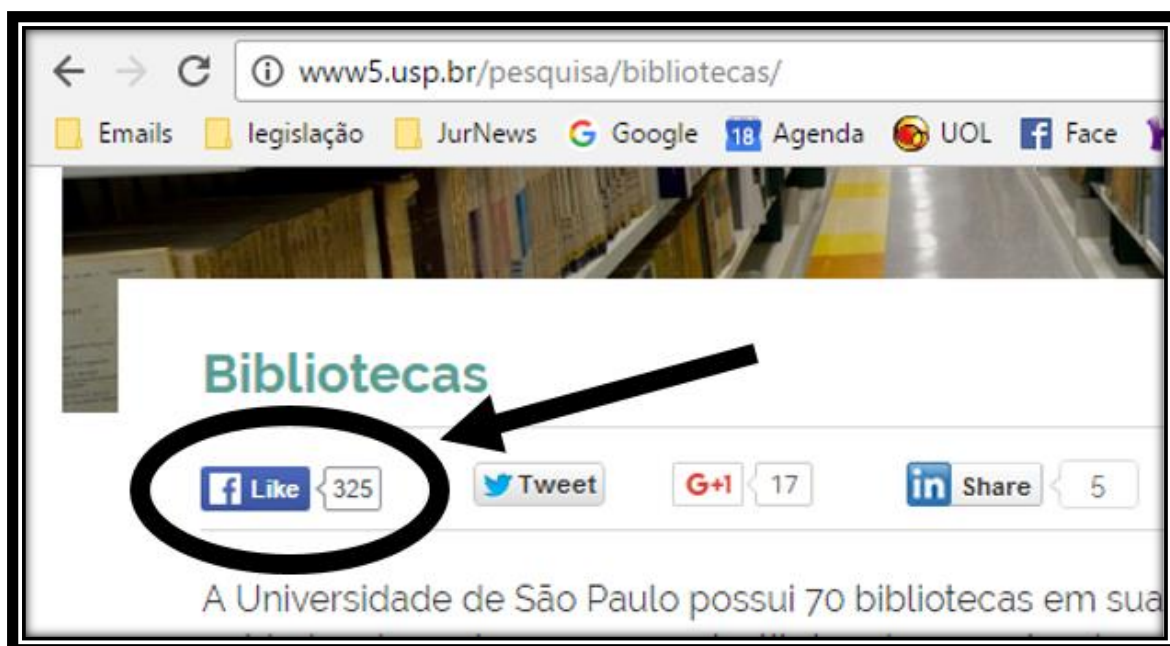 www5.usp.br/pesquisa/bibliotecas/
Emails legislação JurNews G Google 18 Agenda UOL f Face
Bibliotecas
f Like 325 Tweet G+1 17 in Share 5
A Universidade de São Paulo possui 70 bibliotecas em sua